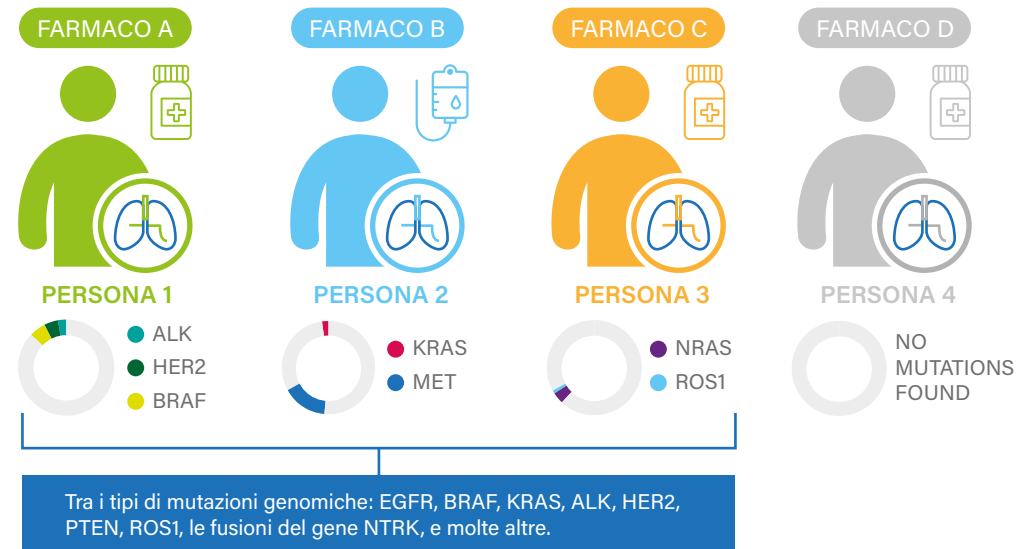 FARMACO A
FARMACO B
FARMACO C
FARMACO D
PERSONA 1
PERSONA 2
PERSONA 3
PERSONA 4
ALK
HER2
BRAF
KRAS
MET
NRAS
ROS1
NO
MUTATIONS
FOUND
Tra i tipi di mutazioni genomiche: EGFR, BRAF, KRAS, ALK, HER2,
PTEN, ROS1, le fusioni del gene NTRK, e molte altre.